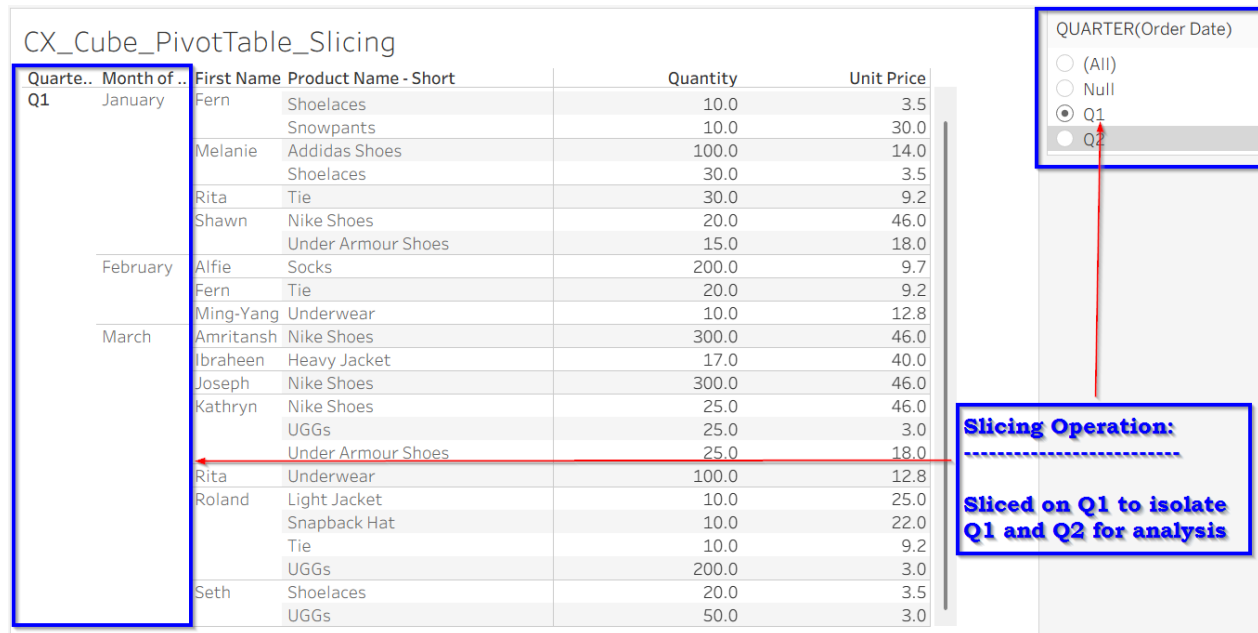 CX_Cube_PivotTable_Slicing
Quarte.. Month of .. First Name Product Name - Short Quantity Unit Price
Q1 January Fern Shoelaces 10.0 3.5
Snowpants 10.0 30.0
Melanie Addidas Shoes 100.0 14.0
Shoelaces 30.0 3.5
Rita Tie 30.0 9.2
Shawn Nike Shoes 20.0 46.0
Under Armour Shoes 15.0 18.0
February Alfie Socks 200.0 9.7
Fern Tie 20.0 9.2
Ming-Yang Underwear 10.0 12.8
March Amritansh Nike Shoes 300.0 46.0
Ibraheen Heavy Jacket 17.0 40.0
Joseph Nike Shoes 300.0 46.0
Kathryn Nike Shoes 25.0 46.0
UGGs 25.0 3.0
Under Armour Shoes 25.0 18.0
Rita Underwear 100.0 12.8
Roland Light Jacket 10.0 25.0
Snapback Hat 10.0 22.0
Tie 10.0 9.2
UGGs 200.0 3.0
Seth Shoelaces 20.0 3.5
UGGs 50.0 3.0
QUARTER(Order Date)
(All)
Null
Q1
Q2
Slicing Operation:
--------------------------
Sliced on Q1 to isolate
Q1 and Q2 for analysis